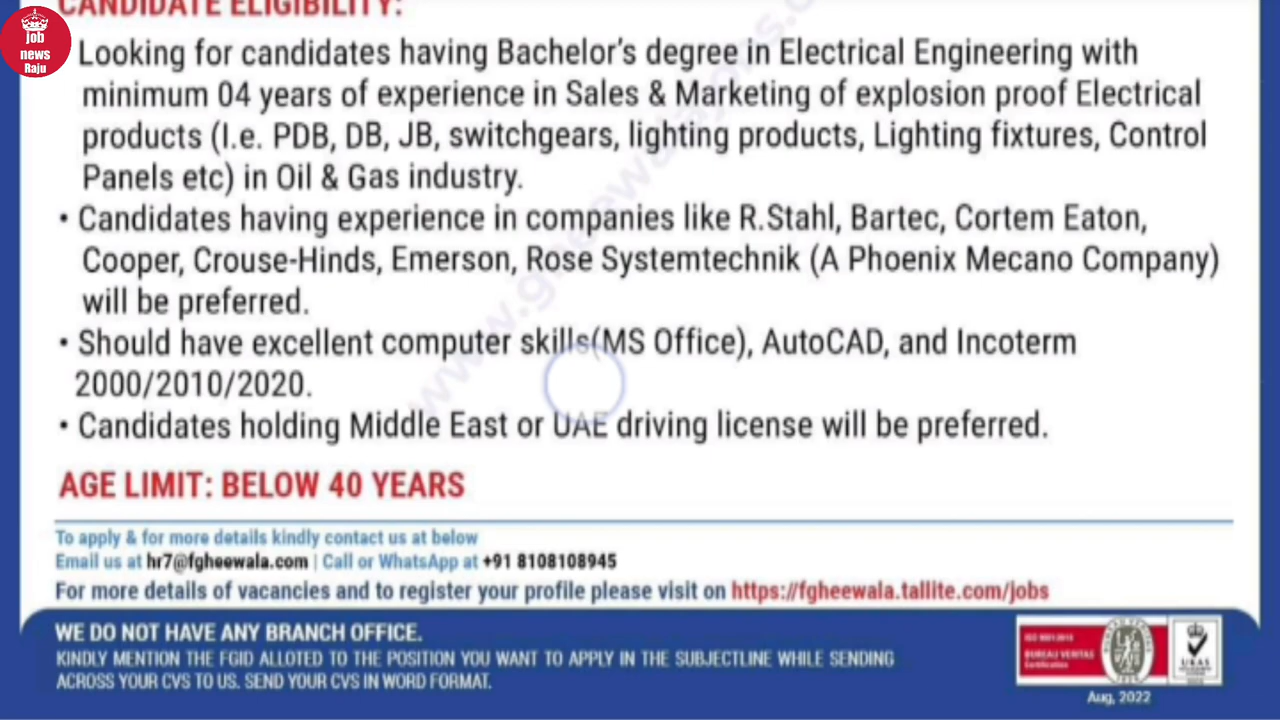 CANDIDATE ELIGIBILITY:
job
news
Raju
Looking for candidates having Bachelor's degree in Electrical Engineering with
minimum 04 years of experience in Sales & Marketing of explosion proof Electrical
products (I.e. PDB, DB, JB, switchgears, lighting products, Lighting fixtures, Control
Panels etc) in Oil & Gas industry.
• Candidates having experience in companies like R.Stahl, Bartec, Cortem Eaton,
Cooper, Crouse-Hinds, Emerson, Rose Systemtechnik (A Phoenix Mecano Company)
will be preferred.
• Should have excellent computer skills(MS Office), AutoCAD, and Incoterm
2000/2010/2020.
• Candidates holding Middle East or UAE driving license will be preferred.
AGE LIMIT: BELOW 40 YEARS
To apply & for more details kindly contact us at below
Email us at hr7@fgheewala.com | Call or WhatsApp at +91 8108108945
For more details of vacancies and to register your profile please visit on https://fgheewala.tallite.com/jobs
WE DO NOT HAVE ANY BRANCH OFFICE.
KINDLY MENTION THE FGID ALLOTED TO THE POSITION YOU WANT TO APPLY IN THE SUBJECTLINE WHILE SENDING
ACROSS YOUR CVS TO US. SEND YOUR CVS IN WORD FORMAT.
BUREAU VERITAS
Certification
UKAS
Aug, 2022